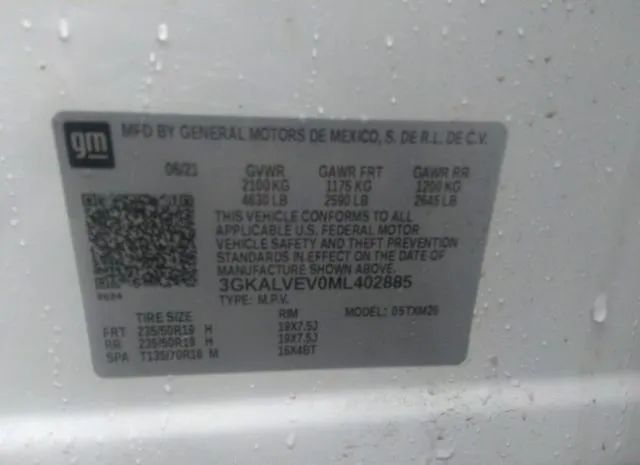 gm
MFD BY GENERAL MOTORS DE MEXICO, S. DE R.L. DE C.V.
05/21 GVWR GAWR FRT GAWR RR
2100 KG 1175 KG 1200 KG
4630 LB 2590 LB 2645 LB
THIS VEHICLE CONFORMS TO ALL
APPLICABLE U.S. FEDERAL MOTOR
VEHICLE SAFETY AND THEFT PREVENTION
STANDARDS IN EFFECT ON THE DATE OF
MANUFACTURE SHOWN ABOVE.
3GKALVEV0ML402885
TYPE: M.P.V.
TIRE SIZE RIM MODEL: 05TXM26
FRT 235/50R19 H 19X7.5J
RR 235/50R19 H 19X7.5J
SPA T135/70R16 M 16X4BT